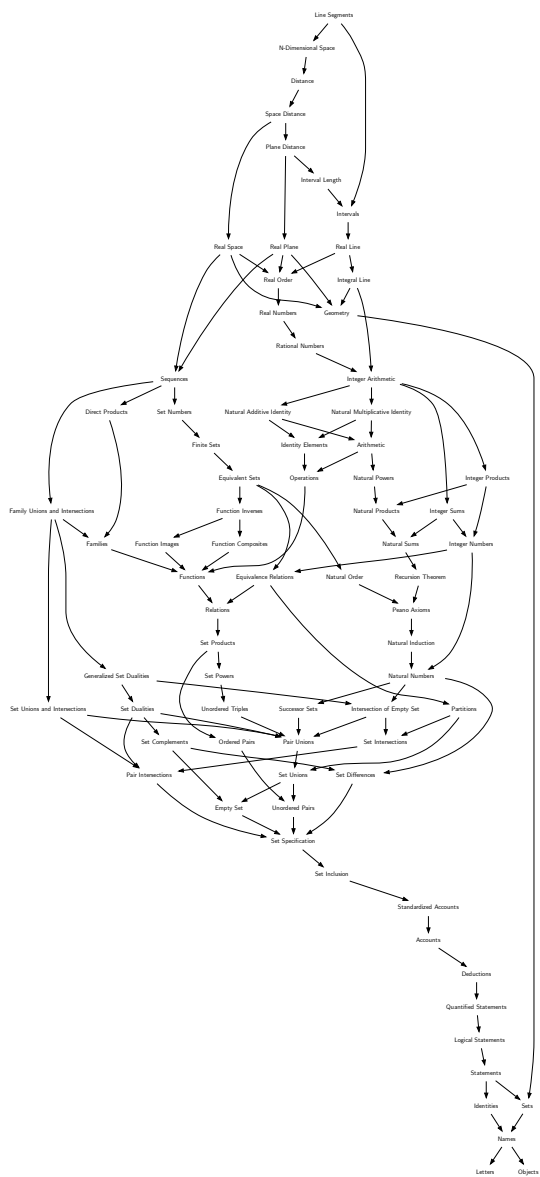 Line Segments
N-Dimensional Space
Distance
Space Distance
Plane Distance
Interval Length
Intervals
Real Space
Real Plane
Real Line
Real Order
Integral Line
Real Numbers
Geometry
Rational Numbers
Sequences
Integer Arithmetic
Direct Products
Set Numbers
Natural Additive Identity
Natural Multiplicative Identity
Finite Sets
Identity Elements
Arithmetic
Equivalent Sets
Operations
Natural Powers
Integer Products
Family Unions and Intersections
Function Inverses
Natural Products
Integer Sums
Families
Function Images
Function Composites
Natural Sums
Integer Numbers
Functions
Equivalence Relations
Natural Order
Recursion Theorem
Relations
Peano Axioms
Set Products
Natural Induction
Generalized Set Dualities
Set Powers
Natural Numbers
Set Unions and Intersections
Set Dualities
Unordered Triples
Successor Sets
Intersection of Empty Set
Partitions
Set Complements
Ordered Pairs
Pair Unions
Set Intersections
Pair Intersections
Set Unions
Set Differences
Empty Set
Unordered Pairs
Set Specification
Set Inclusion
Standardized Accounts
Accounts
Deductions
Quantified Statements
Logical Statements
Statements
Identities
Sets
Names
Letters
Objects